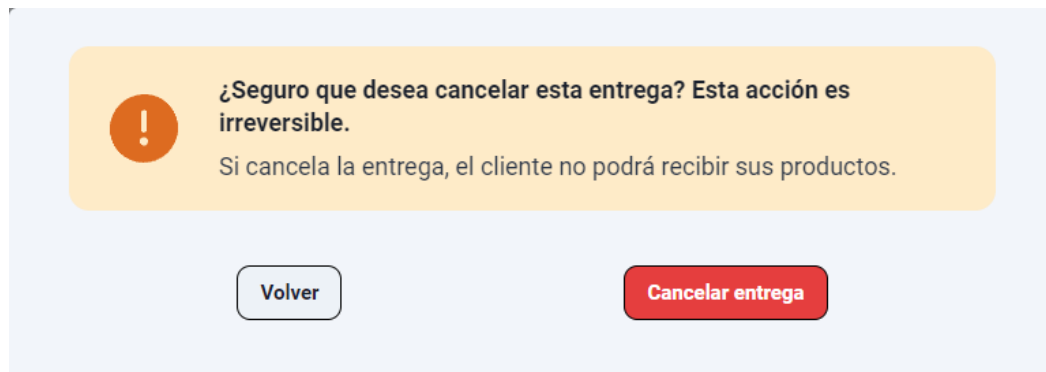 ¿Seguro que desea cancelar esta entrega? Esta acción es
irreversible.
Si cancela la entrega, el cliente no podrá recibir sus productos.
Volver
Cancelar entrega